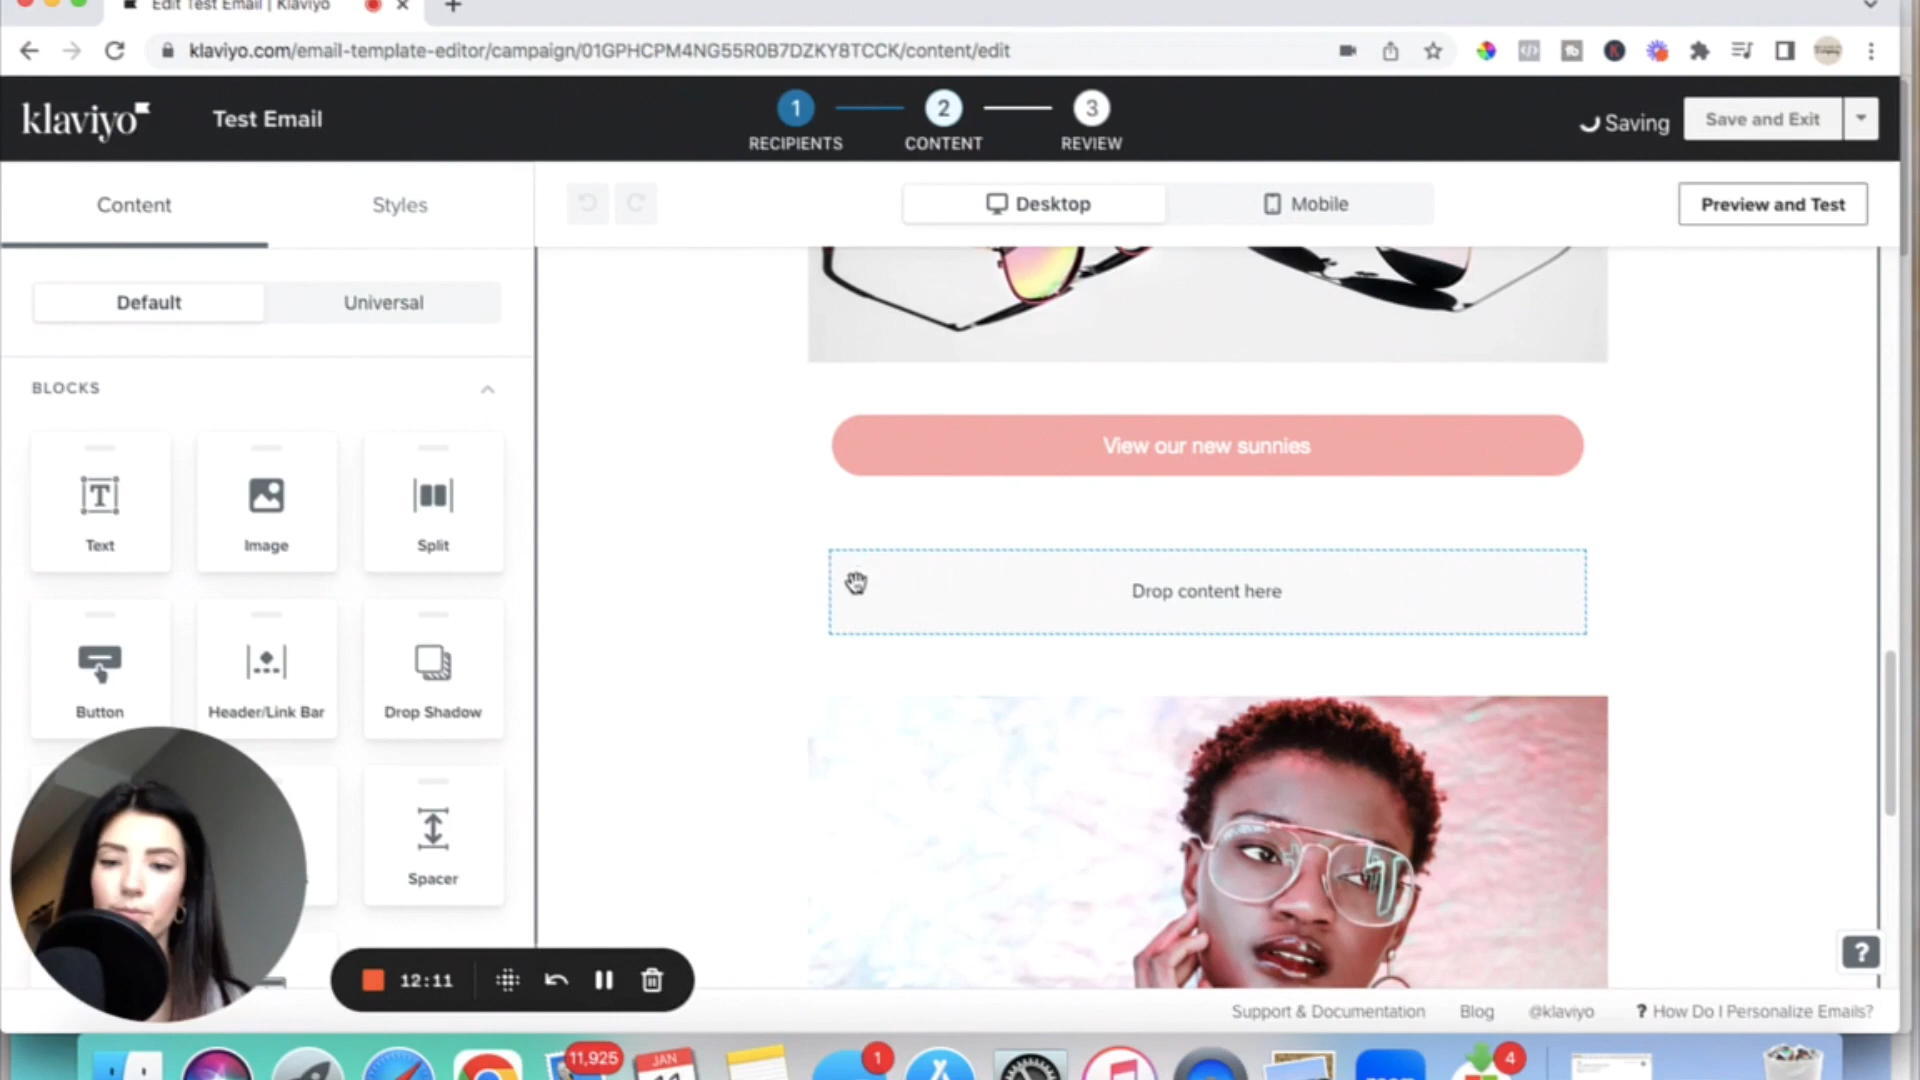 Edit Test Email | Klaviyo
klaviyo.com/email-template-editor/campaign/01GPHCPM4NG55R0B7DZKY8TCCK/content/edit
klaviyo
Test Email
1
2
3
RECIPIENTS
CONTENT
REVIEW
Saving
Save and Exit
Content
Styles
Desktop
Mobile
Preview and Test
Default
Universal
BLOCKS
View our new sunnies
Text
Image
Split
Drop content here
Button
Header/Link Bar
Drop Shadow
Spacer
12:11
?
Support & Documentation
Blog
@klaviyo
? How Do I Personalize Emails?
11,925
JAN
1
4